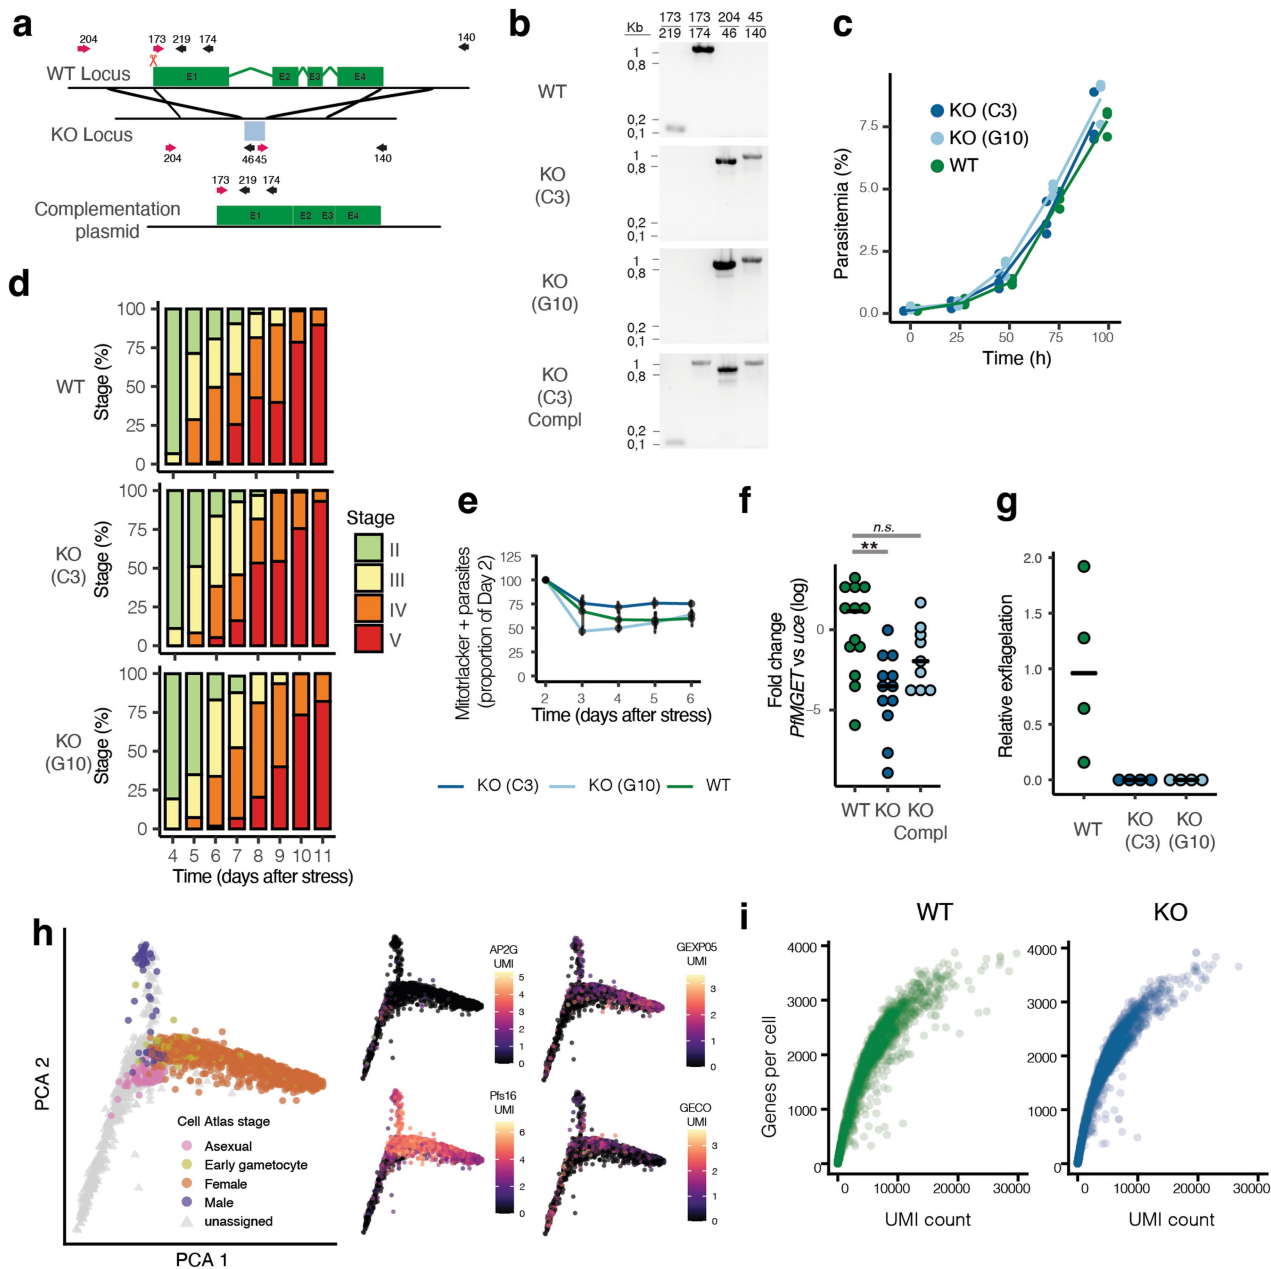 a
204
173
219
174
140
WT Locus
E1
E2
E3
E4
KO Locus
204
46
45
140
173
219
174
Complementation
plasmid
E1
E2
E3
E4
b
Kb
173
219
173
174
204
46
45
140
WT
1
0,8
0,2
0,1
KO
(C3)
1
0,8
0,2
0,1
KO
(G10)
1
0,8
0,2
0,1
KO
(C3)
Compl
1
0,8
0,2
0,1
c
Parasitemia (%)
7.5
5.0
2.5
0.0
KO (C3)
KO (G10)
WT
0
25
50
75
100
Time (h)
d
WT
Stage (%)
100
75
50
25
0
KO
(C3)
Stage (%)
100
75
50
25
0
KO
(G10)
Stage (%)
100
75
50
25
0
4 5 6 7 8 9 10 11
Time (days after stress)
Stage
II
III
IV
V
e
Mitotrlacker + parasites
(proportion of Day 2)
125
100
75
50
25
0
2 3 4 5 6
Time (days after stress)
KO (C3)
KO (G10)
WT
f
Fold change
PfMGET vs uce (log)
n.s.
**
0
−5
WT KO KO
Compl
g
Relative exflagelation
2.0
1.5
1.0
0.5
0.0
WT
KO
(C3)
KO
(G10)
h
PCA 2
PCA 1
Cell Atlas stage
Asexual
Early gametocyte
Female
Male
unassigned
AP2G
UMI
5
4
3
2
1
0
GEXP05
UMI
3
2
1
0
Pfs16
UMI
6
4
2
0
GECO
UMI
3
2
1
0
i
WT
Genes per cell
4000
3000
2000
1000
0
0 10000 20000 30000
UMI count
KO
4000
3000
2000
1000
0
0 10000 20000 30000
UMI count